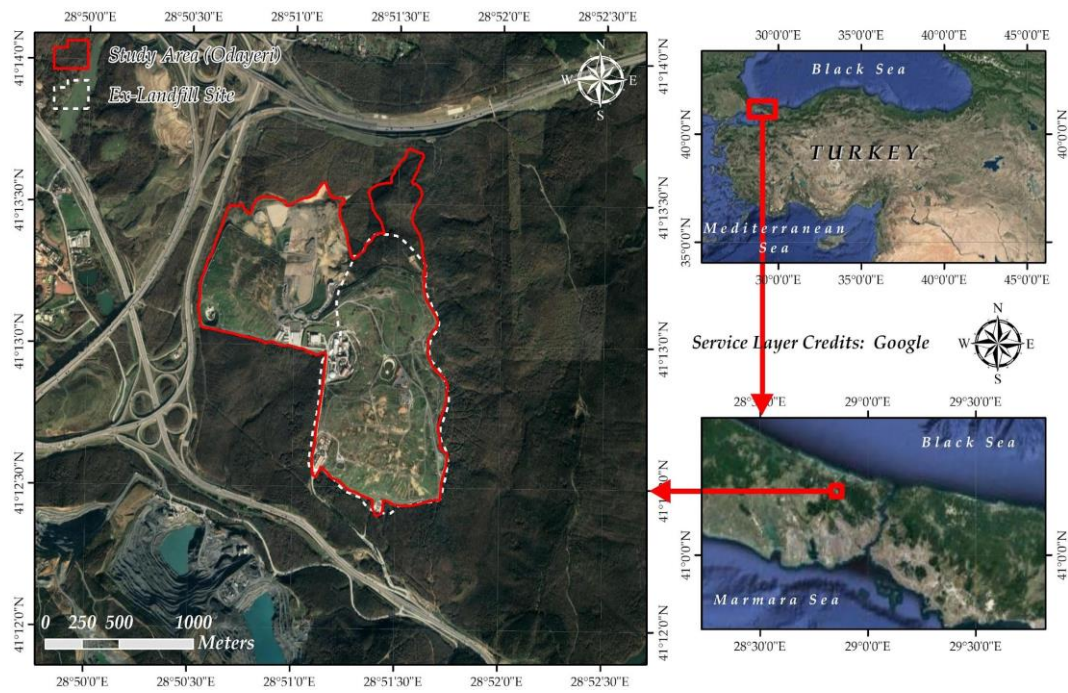 28°50'0"E 28°50'30"E 28°51'0"E 28°51'30"E 28°52'0"E 28°52'30"E
Study Area (Odayeri)
Ex-Landfill Site
N
W E
S
41°14'0"N
41°13'30"N
41°13'0"N
41°12'30"N
41°12'0"N
41°14'0"N
41°13'30"N
41°13'0"N
41°12'0"N
0 250 500 1000
Meters
28°50'0"E 28°50'30"E 28°51'0"E 28°51'30"E 28°52'0"E 28°52'30"E
30°0'0"E 35°0'0"E 40°0'0"E 45°0'0"E
Black Sea
TURKEY
Mediterranean
Sea
40°0'0"N
35°0'0"N
40°0'0"N
35°0'0"N
30°0'0"E 35°0'0"E 40°0'0"E 45°0'0"E
Service Layer Credits: Google
N
W E
S
29°0'0"E 29°30'0"E
Black Sea
Marmara Sea
41°0'0"N
41°0'0"N
28°30'0"E 29°0'0"E 29°30'0"E